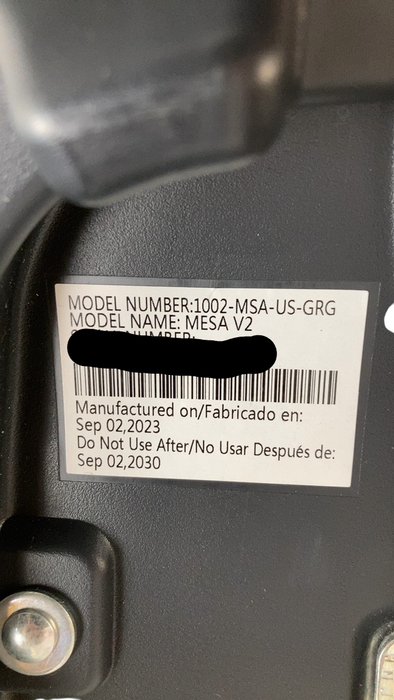 MODEL NUMBER:1002-MSA-US-GRG
MODEL NAME: MESA V2
NUMBER:
Manufactured on/Fabricado en:
Sep 02,2023
Do Not Use After/No Usar Después de:
Sep 02,2030